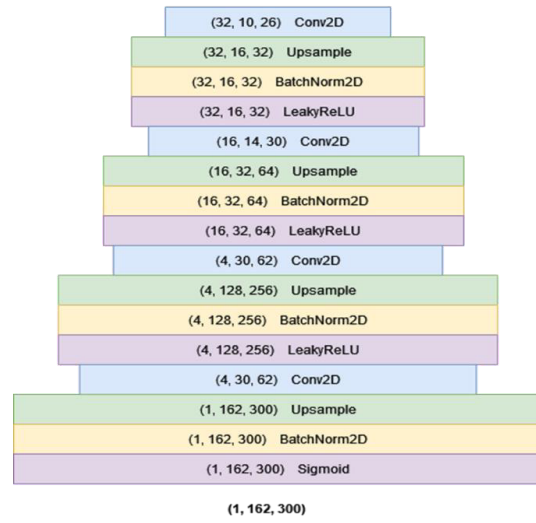 (32, 10, 26) Conv2D
(32, 16, 32) Upsample
(32, 16, 32) BatchNorm2D
(32, 16, 32) LeakyReLU
(16, 14, 30) Conv2D
(16, 32, 64) Upsample
(16, 32, 64) BatchNorm2D
(16, 32, 64) LeakyReLU
(4, 30, 62) Conv2D
(4, 128, 256) Upsample
(4, 128, 256) BatchNorm2D
(4, 128, 256) LeakyReLU
(4, 30, 62) Conv2D
(1, 162, 300) Upsample
(1, 162, 300) BatchNorm2D
(1, 162, 300) Sigmoid
(1, 162, 300)